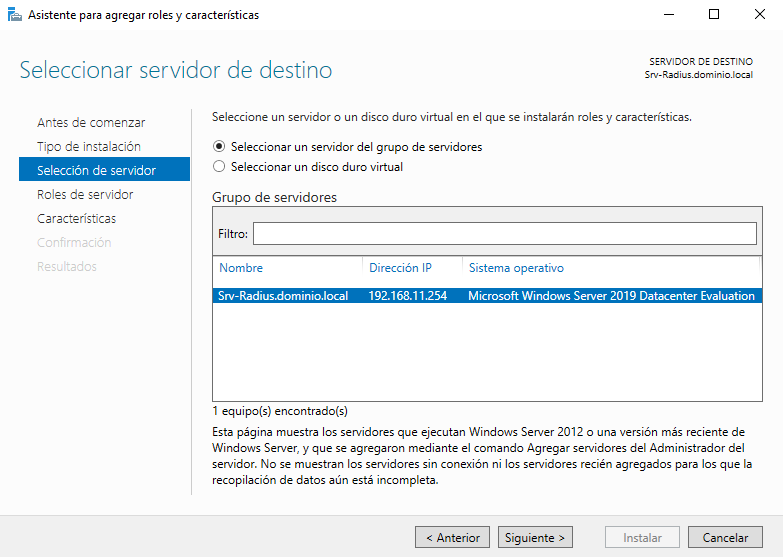 Asistente para agregar roles y características
Seleccionar servidor de destino
SERVIDOR DE DESTINO
Srv-Radius.dominio.local
Antes de comenzar
Tipo de instalación
Selección de servidor
Roles de servidor
Características
Confirmación
Resultados
Seleccione un servidor o un disco duro virtual en el que se instalarán roles y características.
Seleccionar un servidor del grupo de servidores
Seleccionar un disco duro virtual
Grupo de servidores
Filtro:
Nombre Dirección IP Sistema operativo
Srv-Radius.dominio.local 192.168.11.254 Microsoft Windows Server 2019 Datacenter Evaluation
1 equipo(s) encontrado(s)
Esta página muestra los servidores que ejecutan Windows Server 2012 o una versión más reciente de
Windows Server, y que se agregaron mediante el comando Agregar servidores del Administrador del
servidor. No se muestran los servidores sin conexión ni los servidores recién agregados para los que la
recopilación de datos aún está incompleta.
< Anterior Siguiente > Instalar Cancelar